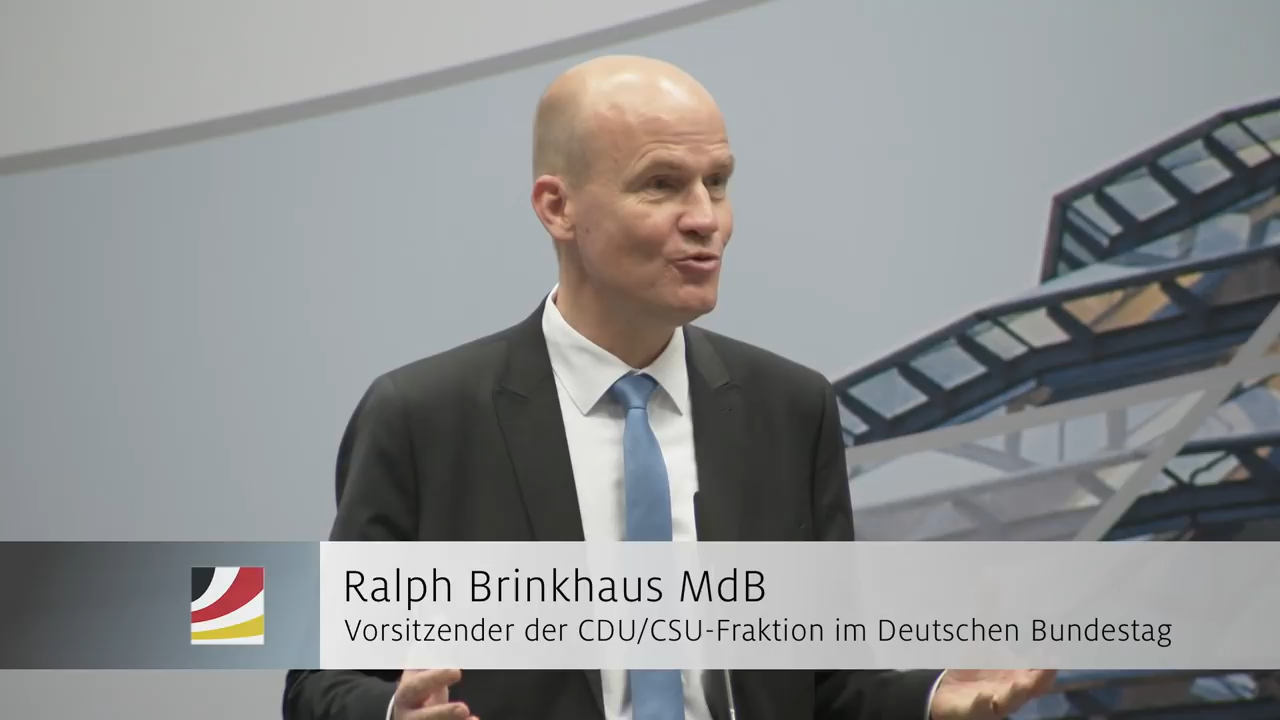 Ralph Brinkhaus MdB
Vorsitzender der CDU/CSU-Fraktion im Deutschen Bundestag